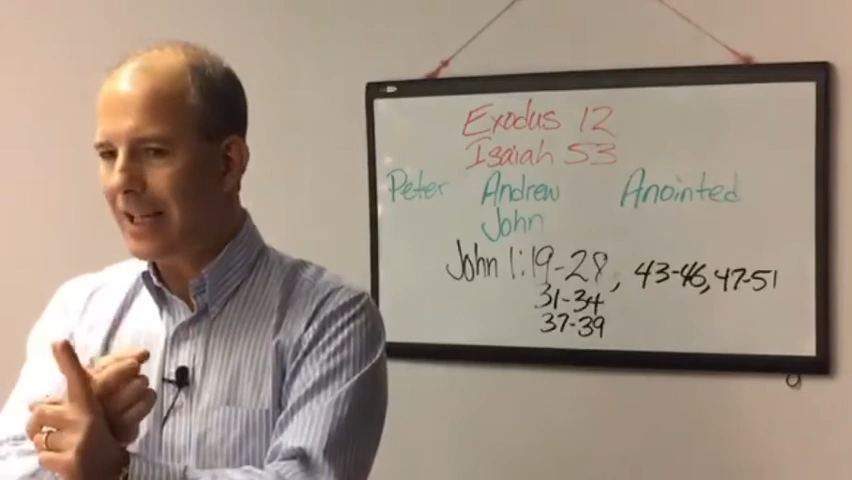 Exodus 12
Isaiah 53
Peter Andrew Anointed
John
John 1:19-28, 43-46, 47-51
31-34
37-39